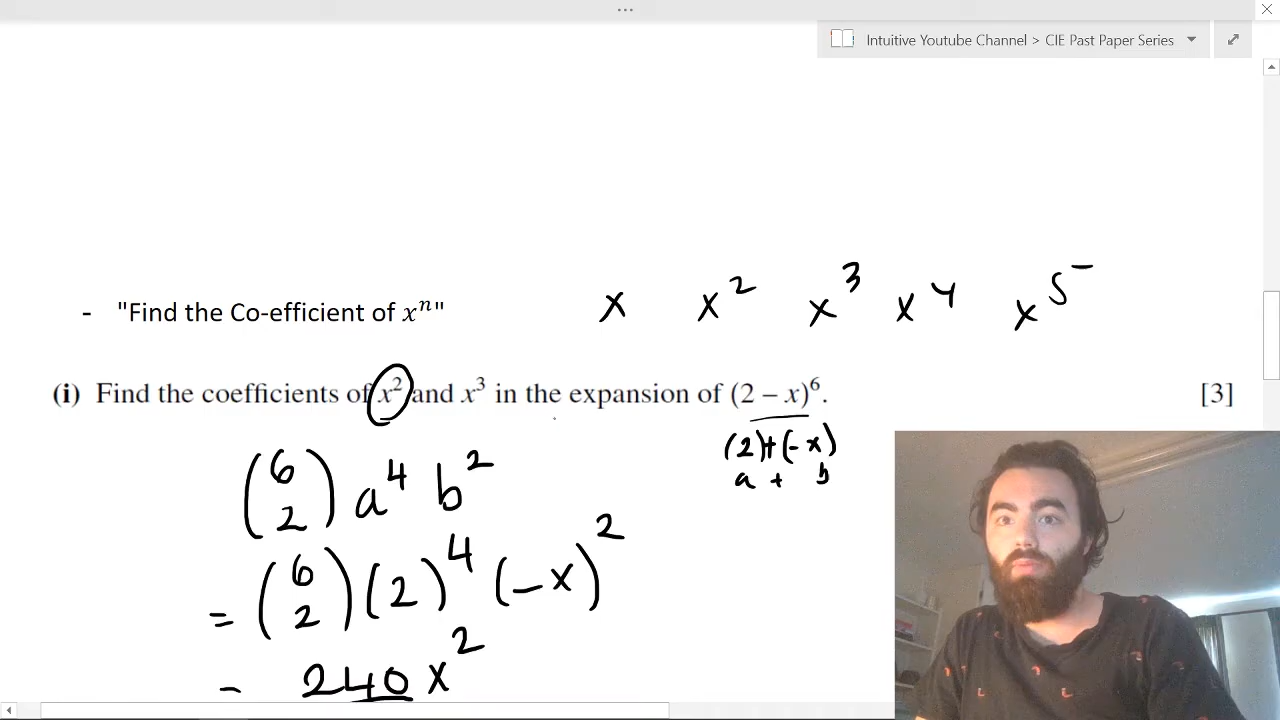 Intuitive Youtube Channel > CIE Past Paper Series
- "Find the Co-efficient of xⁿ" x x² x³ x⁴ x⁵
(i) Find the coefficients of x² and x³ in the expansion of (2 – x)⁶. [3]
(2)+(-x)
a + b
(6 2) a⁴ b²
= (6 2) (2)⁴ (-x)²
= 240 x²